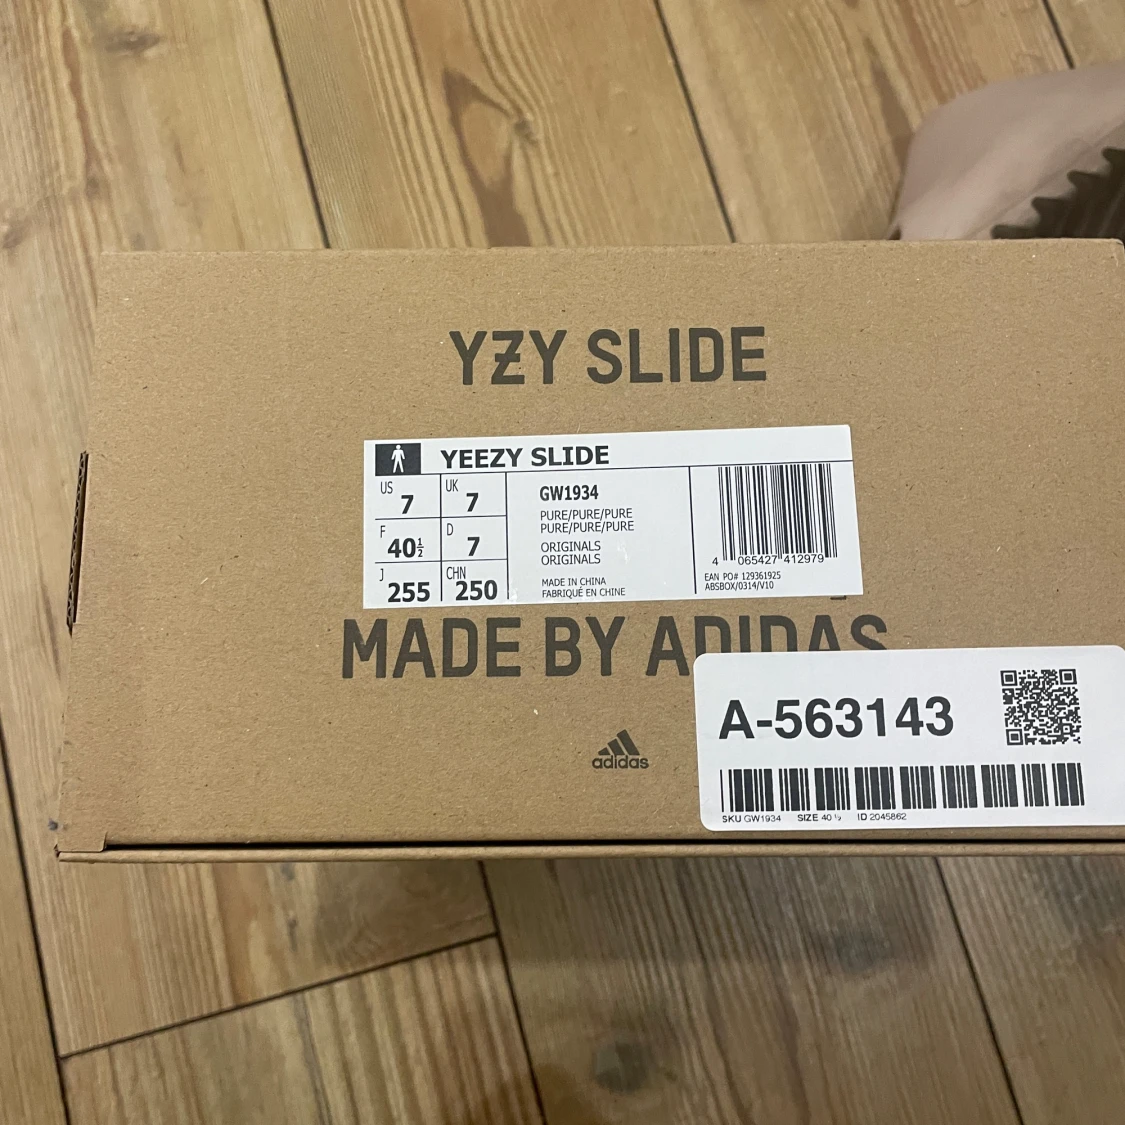 YZY SLIDE
YEEZY SLIDE
US 7
UK 7
F 40½
D 7
J 255
CHN 250
GW1934
PURE/PURE/PURE
PURE/PURE/PURE
ORIGINALS
ORIGINALS
MADE IN CHINA
FABRIQUÉ EN CHINE
4 065427 412979
EAN PO# 129361925
ABSBOX/0314/V10
MADE BY ADIDAS
adidas
A-563143
SKU GW1934 SIZE 40 ½ ID 2045862